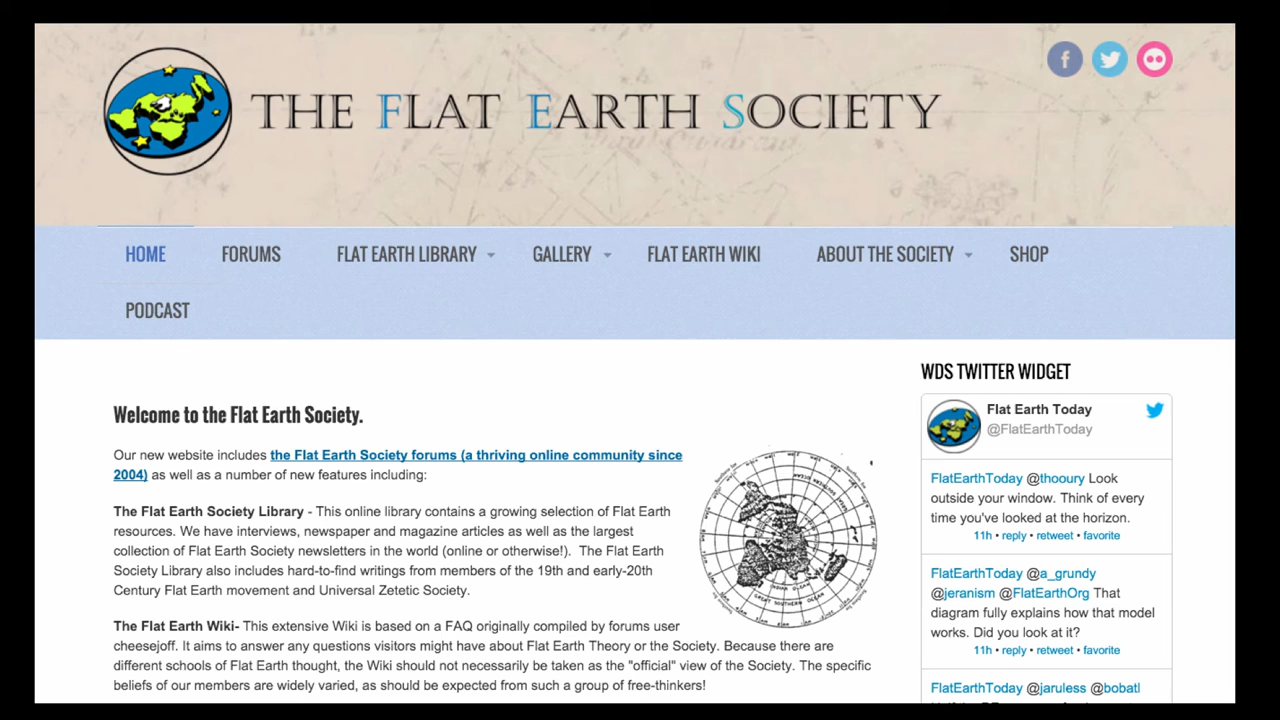 THE FLAT EARTH SOCIETY
HOME
FORUMS
FLAT EARTH LIBRARY
GALLERY
FLAT EARTH WIKI
ABOUT THE SOCIETY
SHOP
PODCAST
Welcome to the Flat Earth Society.
Our new website includes the Flat Earth Society forums (a thriving online community since
2004) as well as a number of new features including:
The Flat Earth Society Library - This online library contains a growing selection of Flat Earth
resources. We have interviews, newspaper and magazine articles as well as the largest
collection of Flat Earth Society newsletters in the world (online or otherwise!). The Flat Earth
Society Library also includes hard-to-find writings from members of the 19th and early-20th
Century Flat Earth movement and Universal Zetetic Society.
The Flat Earth Wiki- This extensive Wiki is based on a FAQ originally compiled by forums user
cheesejoff. It aims to answer any questions visitors might have about Flat Earth Theory or the Society. Because there are
different schools of Flat Earth thought, the Wiki should not necessarily be taken as the "official" view of the Society. The specific
beliefs of our members are widely varied, as should be expected from such a group of free-thinkers!
INDIAN OCEAN
GREAT SOUTHERN OCEAN
WDS TWITTER WIDGET
Flat Earth Today
@FlatEarthToday
FlatEarthToday @thooury Look
outside your window. Think of every
time you've looked at the horizon.
11h • reply • retweet • favorite
FlatEarthToday @a_grundy
@jeranism @FlatEarthOrg That
diagram fully explains how that model
works. Did you look at it?
11h • reply • retweet • favorite
FlatEarthToday @jaruless @bobatl